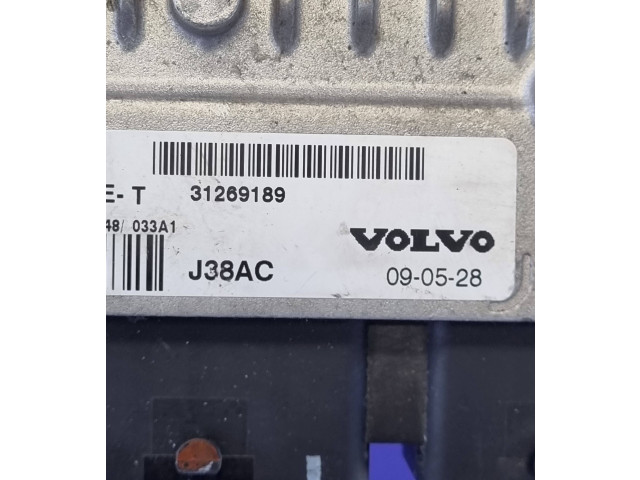 E-T 31269189
48/ 033A1
VOLVO
J38AC
09-05-28